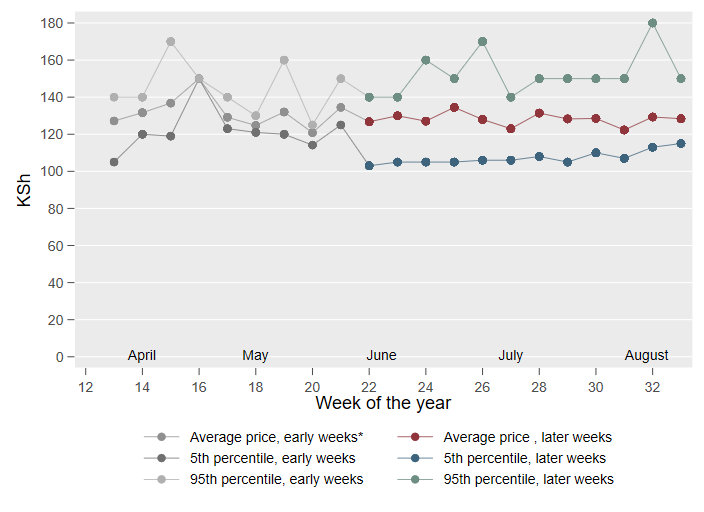 180
160
140
120
100
80
60
40
20
0
KSh
April May June July August
12 14 16 18 20 22 24 26 28 30 32
Week of the year
Average price, early weeks* Average price , later weeks
5th percentile, early weeks 5th percentile, later weeks
95th percentile, early weeks 95th percentile, later weeks